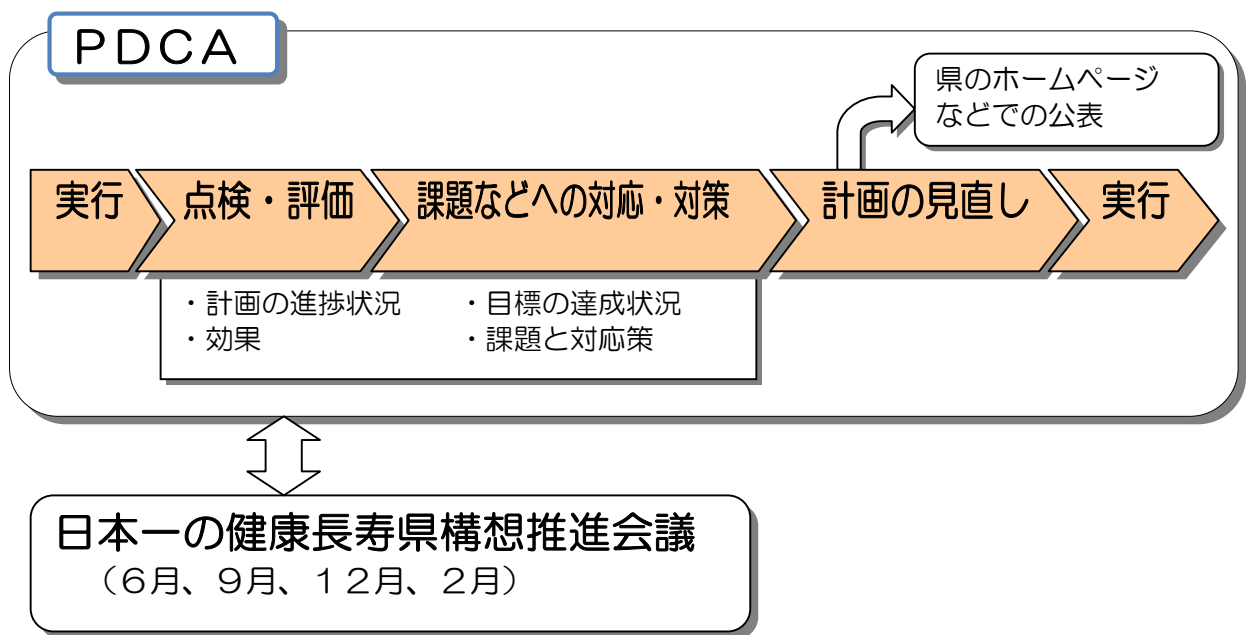 PDCA
県のホームページ
などでの公表
実行
点検・評価
課題などへの対応・対策
計画の見直し
実行
・計画の進捗状況
・目標の達成状況
・効果
・課題と対応策
日本一の健康長寿県構想推進会議
（６月、９月、１２月、２月）